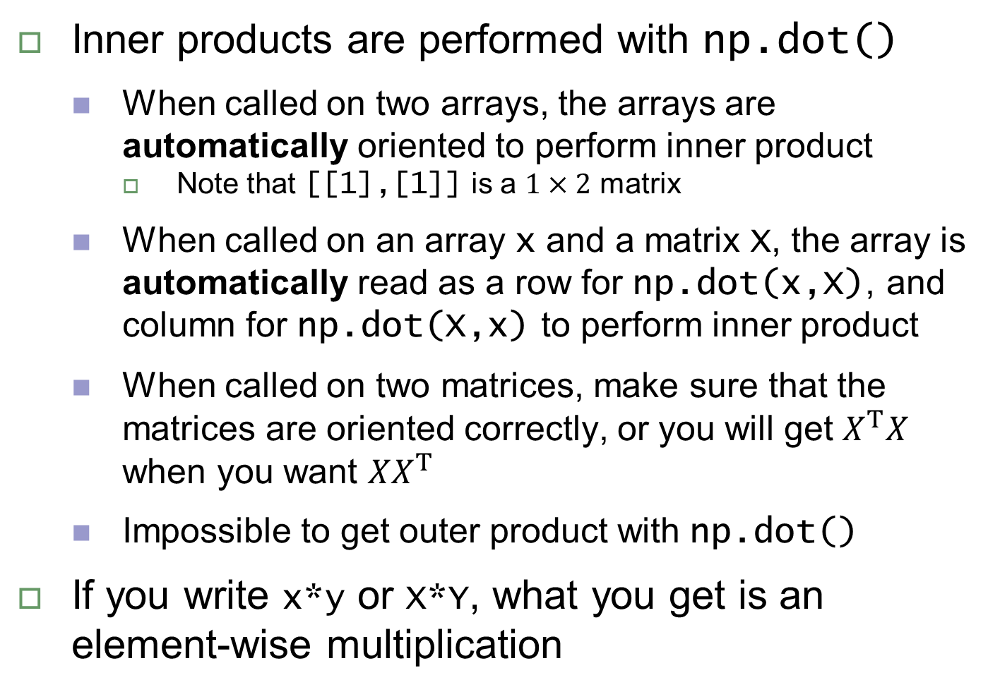 Inner products are performed with np.dot()
When called on two arrays, the arrays are
automatically oriented to perform inner product
Note that [[1],[1]] is a 1 × 2 matrix
When called on an array x and a matrix X, the array is
automatically read as a row for np.dot(x,X), and
column for np.dot(X,x) to perform inner product
When called on two matrices, make sure that the
matrices are oriented correctly, or you will get XᵀX
when you want XXᵀ
Impossible to get outer product with np.dot()
If you write x*y or X*Y, what you get is an
element-wise multiplication